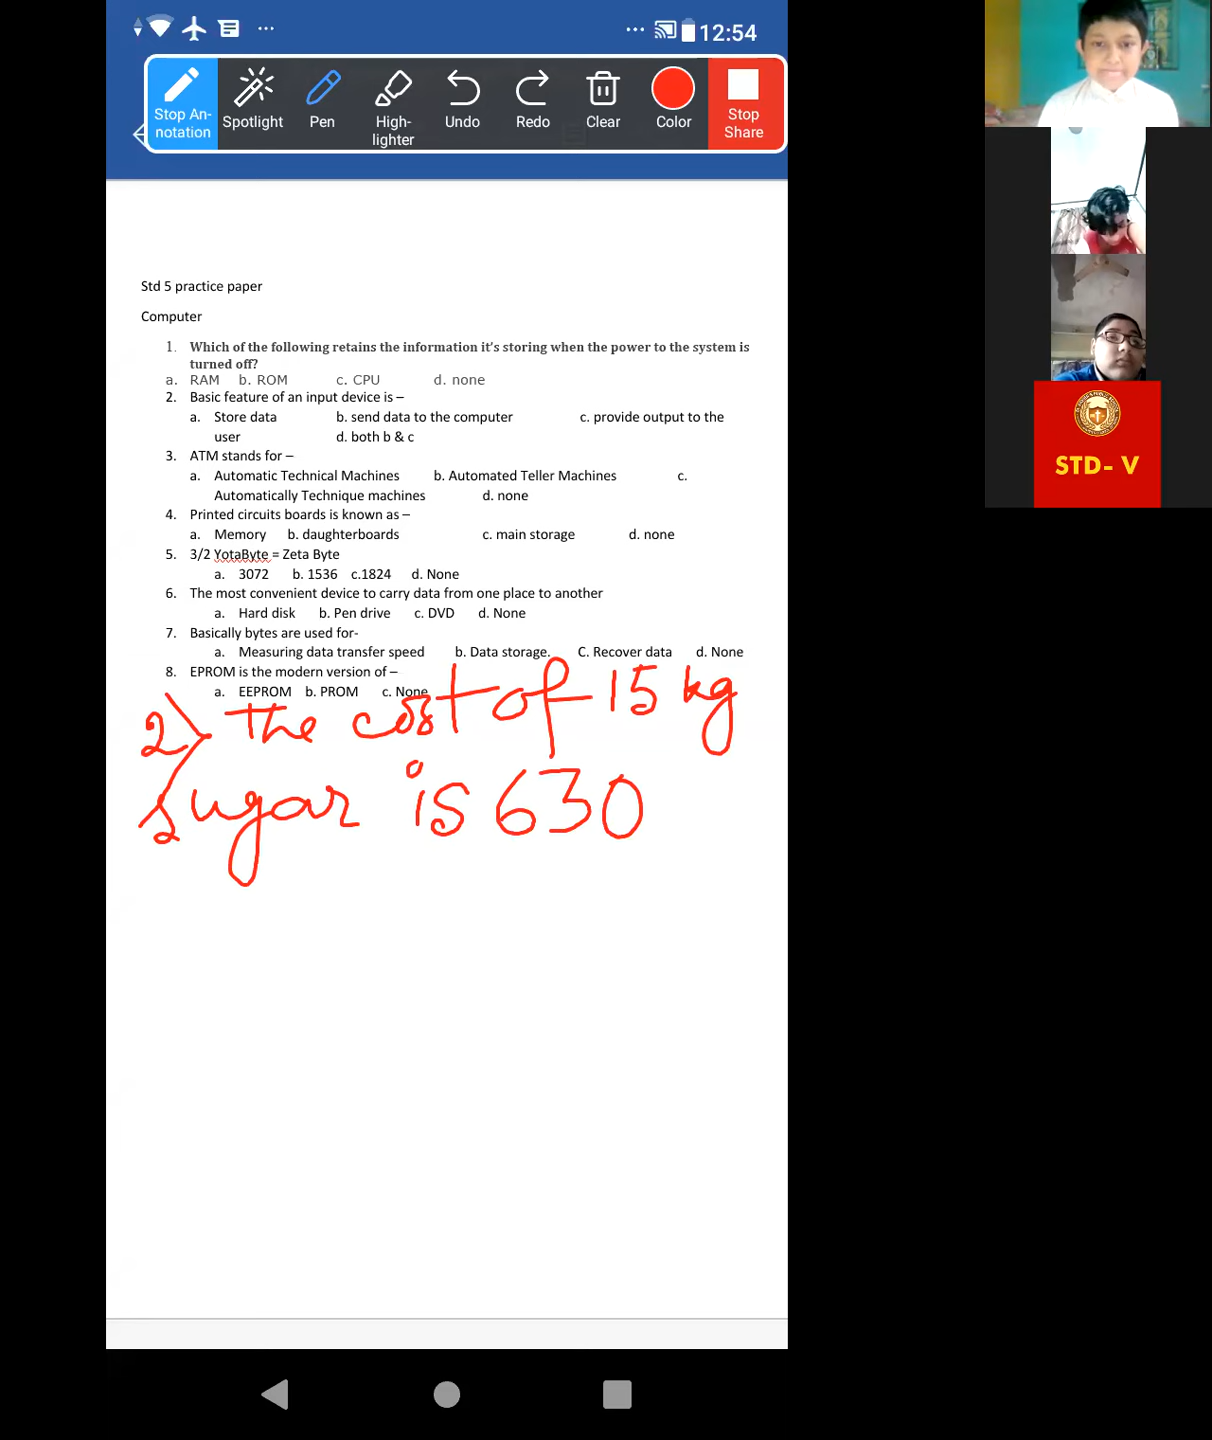 12:54
Stop An-
notation
Spotlight
Pen
High-
lighter
Undo
Redo
Clear
Color
Stop
Share
Std 5 practice paper
Computer
1. Which of the following retains the information it's storing when the power to the system is
turned off?
a. RAM b. ROM c. CPU d. none
2. Basic feature of an input device is –
a. Store data b. send data to the computer c. provide output to the
user d. both b & c
3. ATM stands for –
a. Automatic Technical Machines b. Automated Teller Machines c.
Automatically Technique machines d. none
4. Printed circuits boards is known as –
a. Memory b. daughterboards c. main storage d. none
5. 3/2 YotaByte = Zeta Byte
a. 3072 b. 1536 c.1824 d. None
6. The most convenient device to carry data from one place to another
a. Hard disk b. Pen drive c. DVD d. None
7. Basically bytes are used for-
a. Measuring data transfer speed b. Data storage. C. Recover data d. None
8. EPROM is the modern version of –
a. EEPROM b. PROM c. None
2) The cost of 15 kg
sugar is 630
STD- V